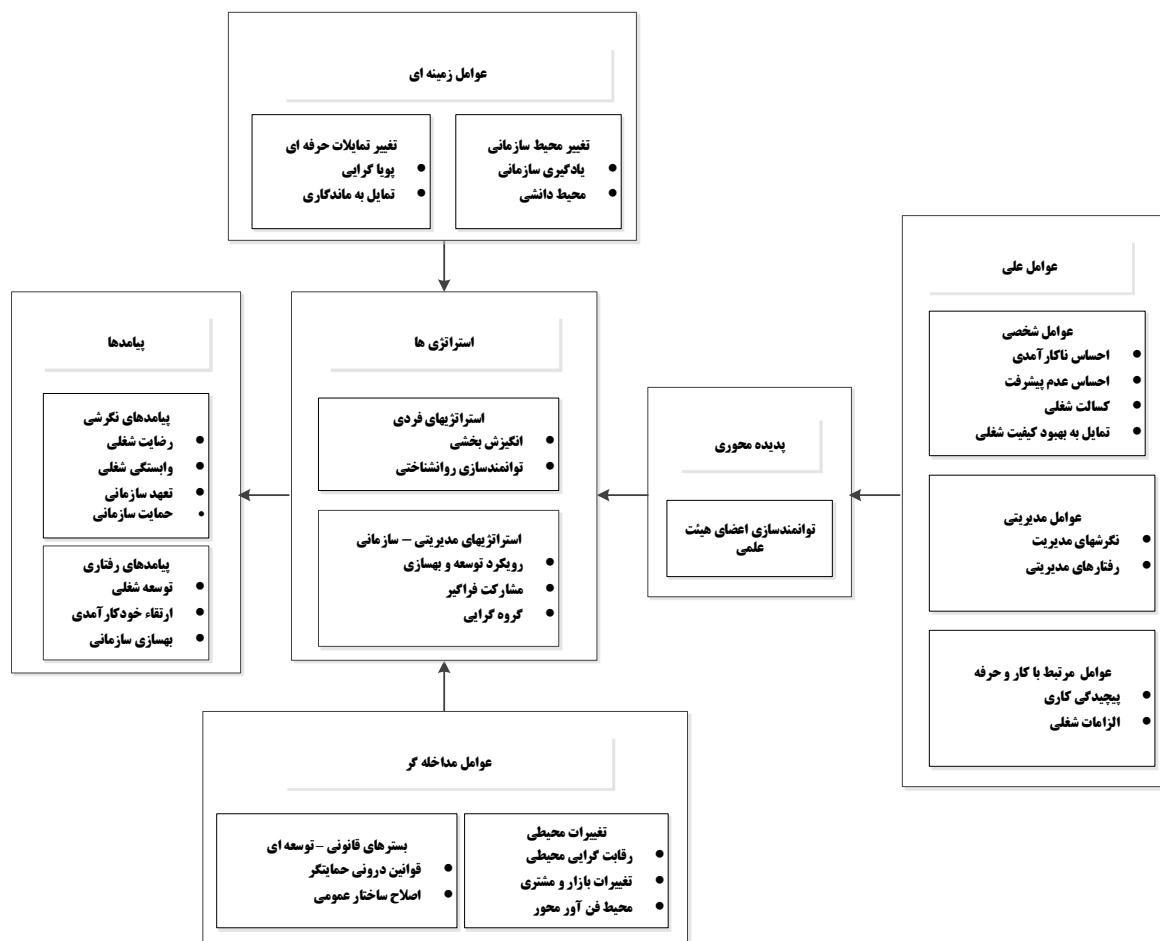 عوامل زمینه ای
تغییر محیط سازمانی
● یادگیری سازمانی
● محیط دانشی
تغییر تمایلات حرفه ای
● پویا گرایی
● تمایل به ماندگاری
عوامل علی
عوامل شخصی
● احساس ناکارآمدی
● احساس عدم پیشرفت
● کسالت شغلی
● تمایل به بهبود کیفیت شغلی
عوامل مدیریتی
● نگرشهای مدیریت
● رفتارهای مدیریتی
عوامل مرتبط با کار و حرفه
● پیچیدگی کاری
● الزامات شغلی
پدیده محوری
توانمندسازی اعضای هیئت
علمی
استراتژی ها
استراتژیهای فردی
● انگیزش بخشی
● توانمندسازی روانشناختی
استراتژیهای مدیریتی – سازمانی
● رویکرد توسعه و بهسازی
● مشارکت فراگیر
● گروه گرایی
پیامدها
پیامدهای نگرشی
● رضایت شغلی
● وابستگی شغلی
● تعهد سازمانی
• حمایت سازمانی
پیامدهای رفتاری
● توسعه شغلی
● ارتقاء خودکارآمدی
● بهسازی سازمانی
عوامل مداخله گر
تغییرات محیطی
● رقابت گرایی محیطی
● تغییرات بازار و مشتری
● محیط فن آور محور
بسترهای قانونی – توسعه ای
● قوانین درونی حمایتگر
● اصلاح ساختار عمومی